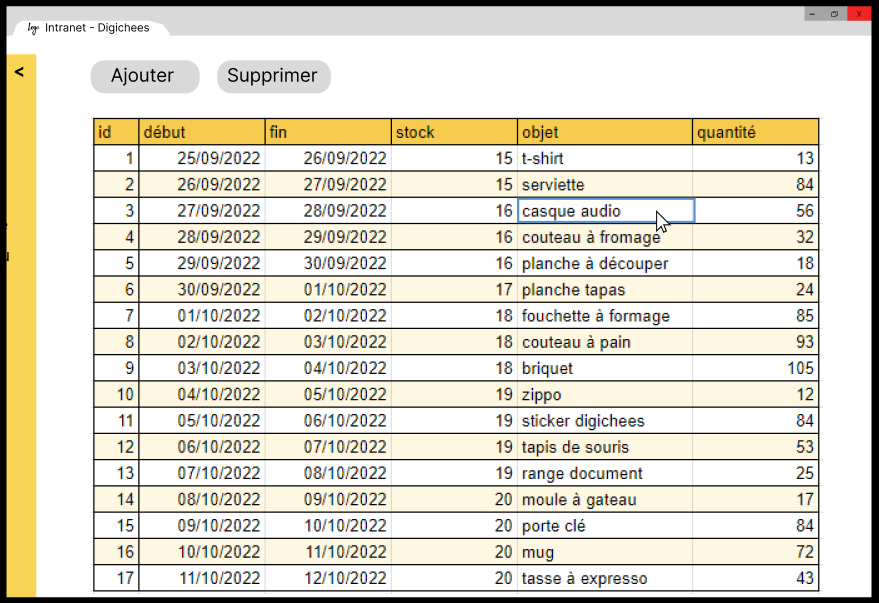 logo Intranet - Digichees
<
Ajouter Supprimer
id début fin stock objet quantité
1 25/09/2022 26/09/2022 15 t-shirt 13
2 26/09/2022 27/09/2022 15 serviette 84
3 27/09/2022 28/09/2022 16 casque audio 56
4 28/09/2022 29/09/2022 16 couteau à fromage 32
5 29/09/2022 30/09/2022 16 planche à découper 18
6 30/09/2022 01/10/2022 17 planche tapas 24
7 01/10/2022 02/10/2022 18 fouchette à formage 85
8 02/10/2022 03/10/2022 18 couteau à pain 93
9 03/10/2022 04/10/2022 18 briquet 105
10 04/10/2022 05/10/2022 19 zippo 12
11 05/10/2022 06/10/2022 19 sticker digichees 84
12 06/10/2022 07/10/2022 19 tapis de souris 53
13 07/10/2022 08/10/2022 19 range document 25
14 08/10/2022 09/10/2022 20 moule à gateau 17
15 09/10/2022 10/10/2022 20 porte clé 84
16 10/10/2022 11/10/2022 20 mug 72
17 11/10/2022 12/10/2022 20 tasse à expresso 43